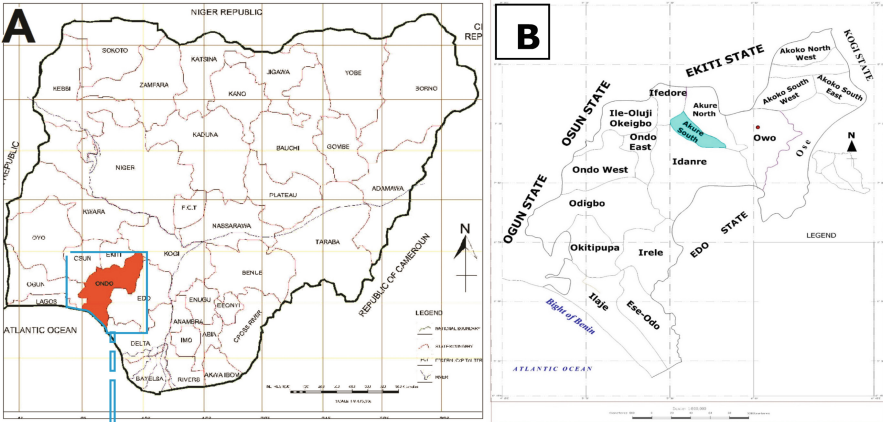 A
NIGER REPUBLIC
SOKOTO
KATSINA
KEBBI
ZAMFARA
KANO
JIGAWA
YOBE
BORNO
KADUNA
BAUCHI
GOMBE
REPUBLIC
NIGER
PLATEAU
ADAMAWA
KWARA
F.C.T
NASSARAWA
TARABA
OYO
KOGI
OSUN
EKITI
N
OGUN
ONDO
EDO
BENUE
REPUBLIC OF CAMEROUN
LAGOS
ENUGU
EBONYI
ANAMBRA
ABIA
CROSS RIVER
IMO
ATLANTIC OCEAN
DELTA
BAYELSA
RIVERS
AKWA IBOM
LEGEND
NATIONAL BOUNDARY
RIVER
B
EKITI STATE
KOGI STATE
OSUN STATE
OGUN STATE
EDO STATE
Akoko North
West
Akoko South
West
Akoko South
East
Ifedore
Akure
North
Ile-Oluji
Okeigbo
Akure
South
Ondo
East
Owo
Ose
N
Idanre
Ondo West
Odigbo
LEGEND
Okitipupa
Irele
Ilaje
Ese-Odo
Bight of Benin
ATLANTIC OCEAN